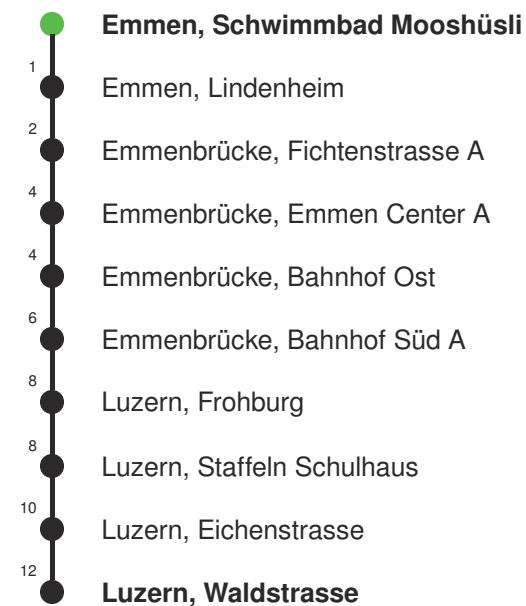 Emmen, Schwimmbad Mooshüsli
1 Emmen, Lindenheim
2 Emmenbrücke, Fichtenstrasse A
4 Emmenbrücke, Emmen Center A
4 Emmenbrücke, Bahnhof Ost
6 Emmenbrücke, Bahnhof Süd A
8 Luzern, Frohburg
8 Luzern, Staffeln Schulhaus
10 Luzern, Eichenstrasse
12 Luzern, Waldstrasse